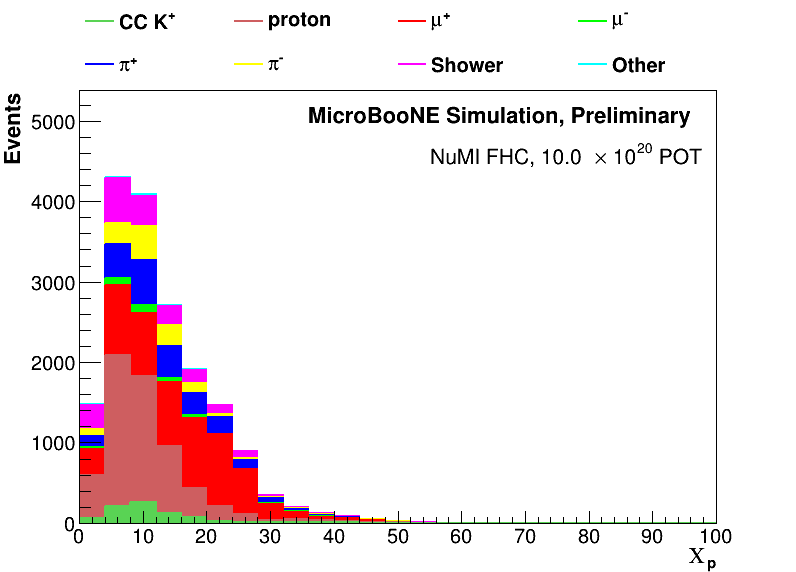 CC K⁺ proton μ⁺ μ⁻
π⁺ π⁻ Shower Other
MicroBooNE Simulation, Preliminary
NuMI FHC, 10.0 ×10²⁰ POT
Events
5000
4000
3000
2000
1000
0
0 10 20 30 40 50 60 70 80 90 100
Xₚ